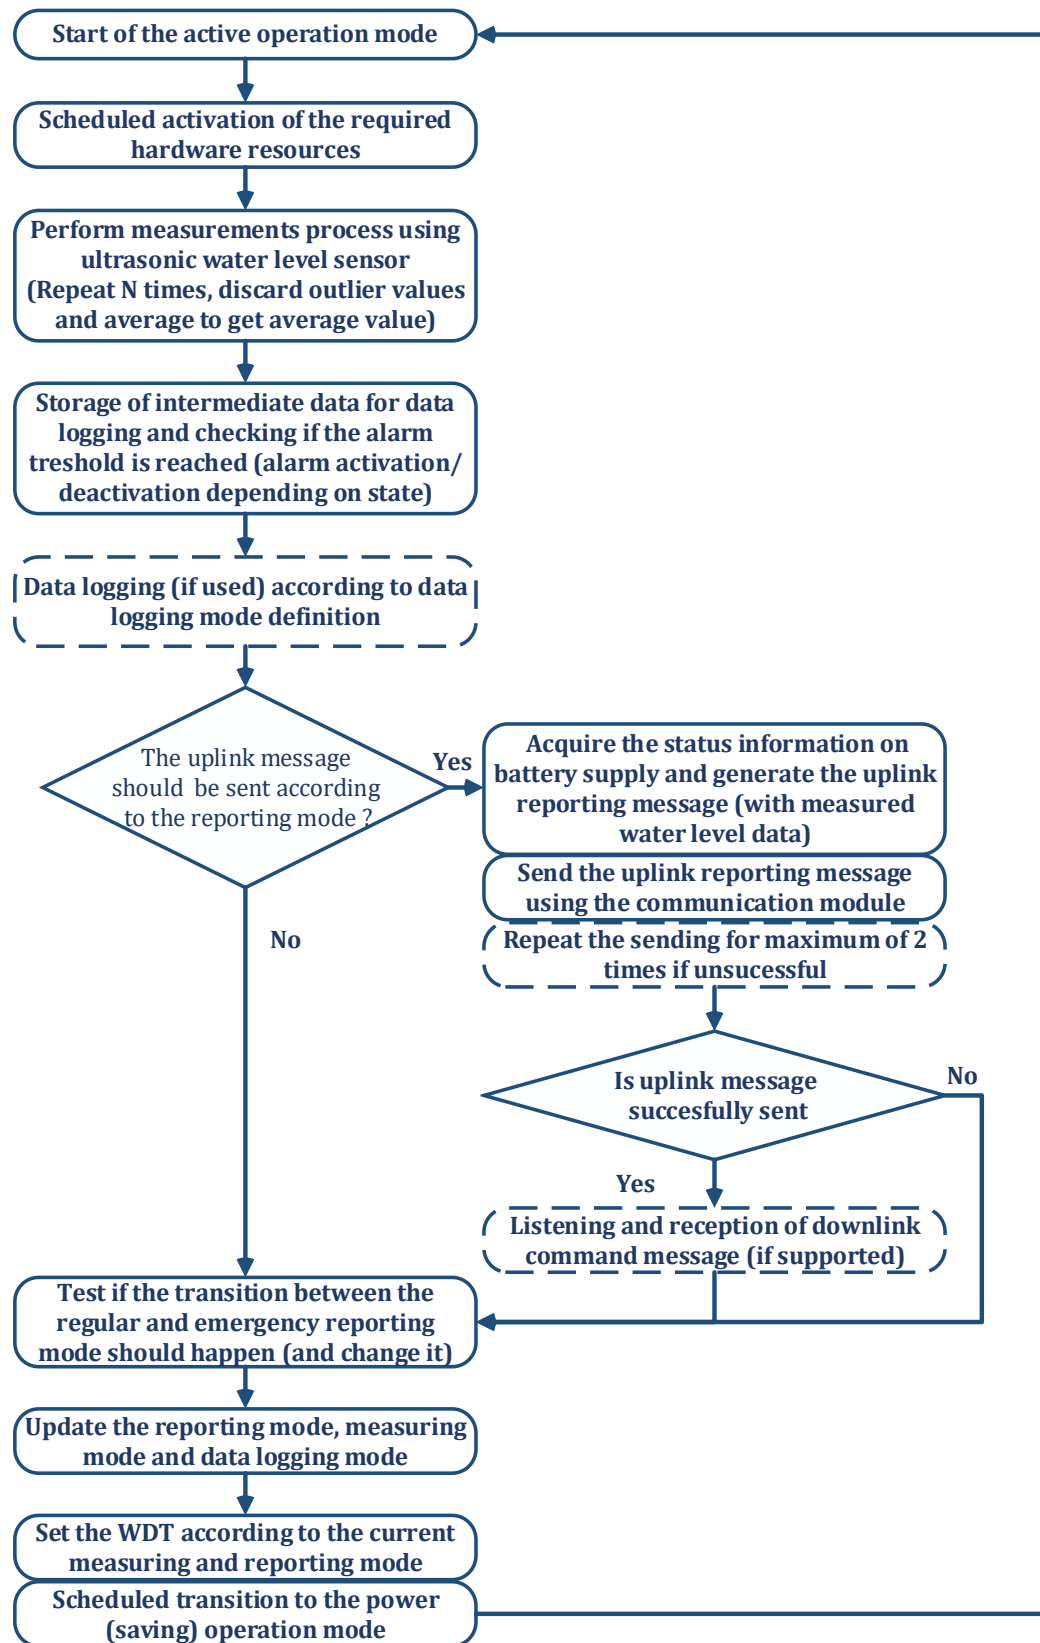 Start of the active operation mode
Scheduled activation of the required
hardware resources
Perform measurements process using
ultrasonic water level sensor
(Repeat N times, discard outlier values
and average to get average value)
Storage of intermediate data for data
logging and checking if the alarm
treshold is reached (alarm activation/
deactivation depending on state)
Data logging (if used) according to data
logging mode definition
The uplink message
should be sent according
to the reporting mode ?
Yes
Acquire the status information on
battery supply and generate the uplink
reporting message (with measured
water level data)
Send the uplink reporting message
using the communication module
Repeat the sending for maximum of 2
times if unsucessful
No
Is uplink message
succesfully sent
No
Yes
Listening and reception of downlink
command message (if supported)
Test if the transition between the
regular and emergency reporting
mode should happen (and change it)
Update the reporting mode, measuring
mode and data logging mode
Set the WDT according to the current
measuring and reporting mode
Scheduled transition to the power
(saving) operation mode